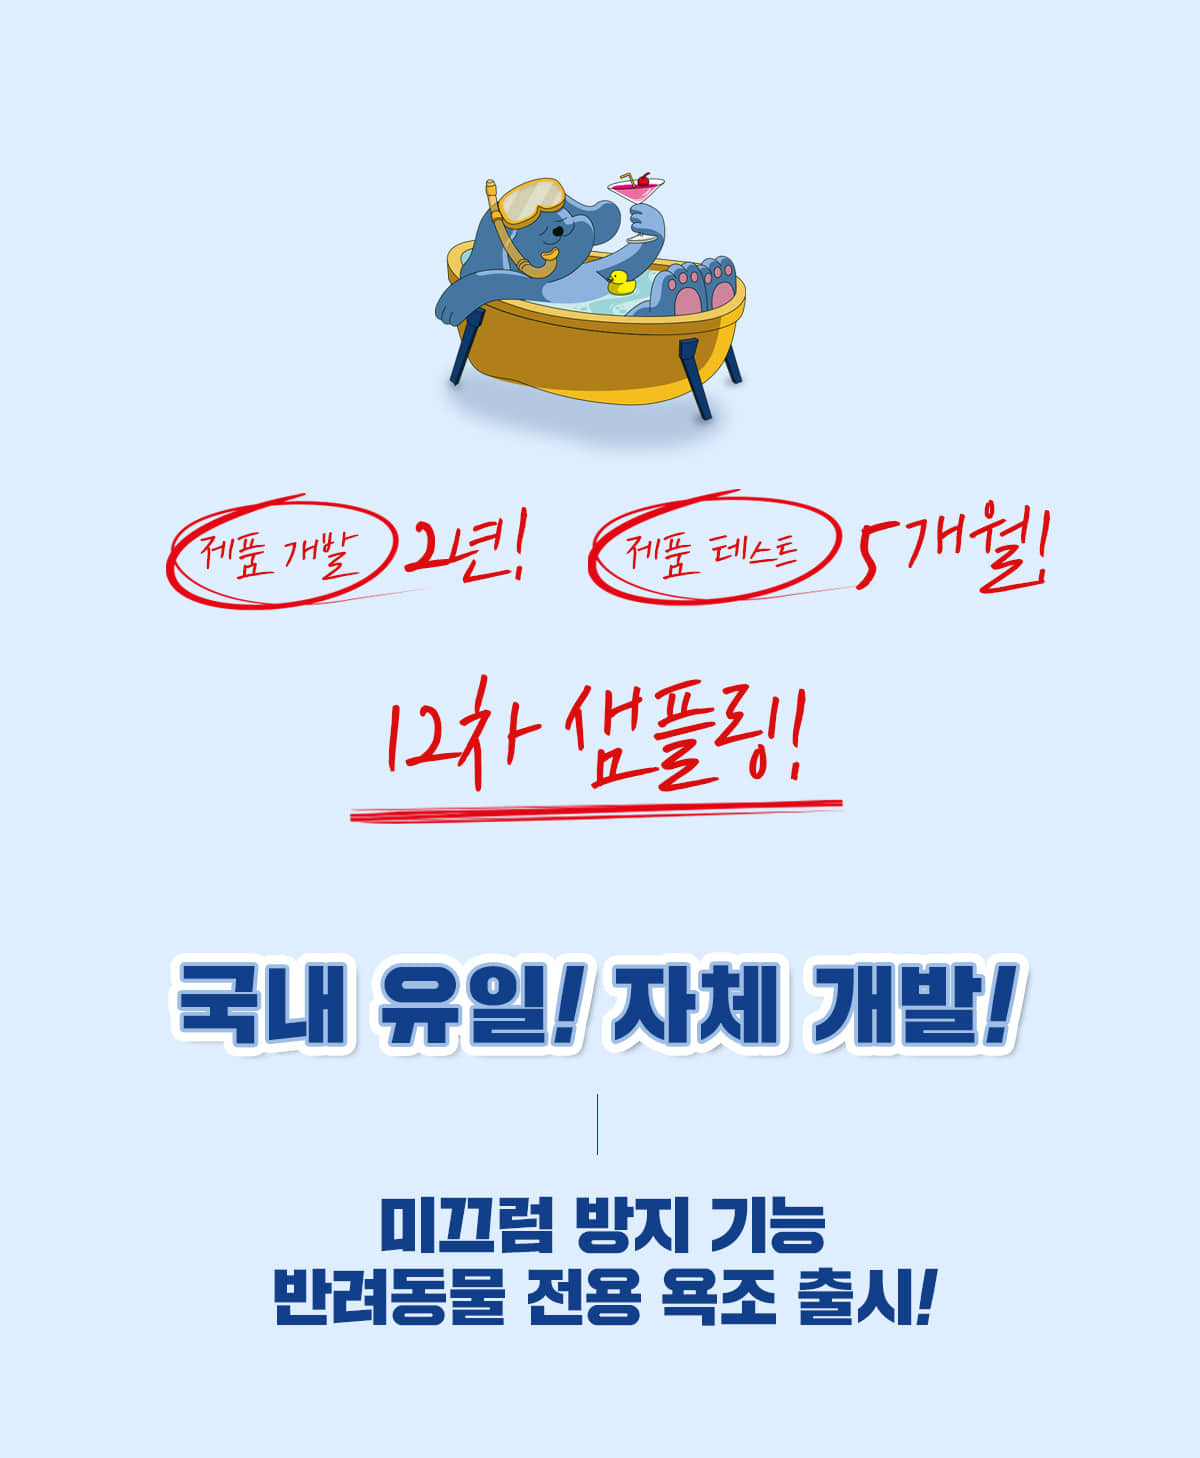 제품 개발 2년! 제품 테스트 5개월!
12차 샘플링!
국내 유일! 자체 개발!
미끄럼 방지 기능
반려동물 전용 욕조 출시!